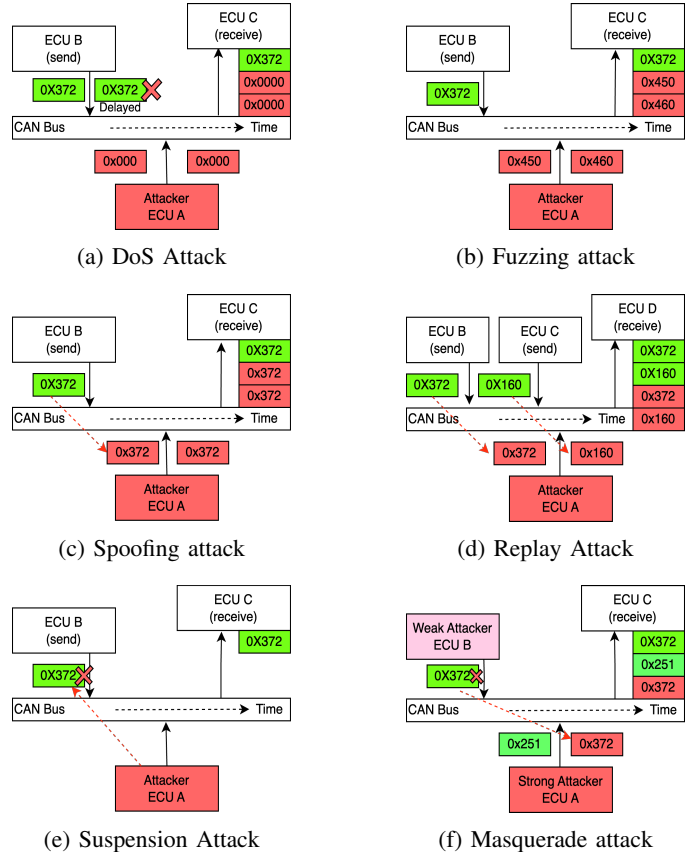 ECU B
(send)
ECU C
(receive)
0X372
0X372
Delayed
0X372
0x0000
0x0000
CAN Bus
Time
0x000
0x000
Attacker
ECU A
(a) DoS Attack
ECU B
(send)
ECU C
(receive)
0X372
0X372
0x450
0x460
CAN Bus
Time
0x450
0x460
Attacker
ECU A
(b) Fuzzing attack
ECU B
(send)
ECU C
(receive)
0X372
0X372
0x372
0x372
CAN Bus
Time
0x372
0x372
Attacker
ECU A
(c) Spoofing attack
ECU B
(send)
ECU C
(send)
ECU D
(receive)
0X372
0X160
0X372
0X160
0x372
0x160
CAN Bus
Time
0x372
0x160
Attacker
ECU A
(d) Replay Attack
ECU B
(send)
ECU C
(receive)
0X372
0X372
CAN Bus
Time
Attacker
ECU A
(e) Suspension Attack
Weak Attacker
ECU B
ECU C
(receive)
0X372
0X372
0x251
0x372
CAN Bus
Time
0x251
0x372
Strong Attacker
ECU A
(f) Masquerade attack